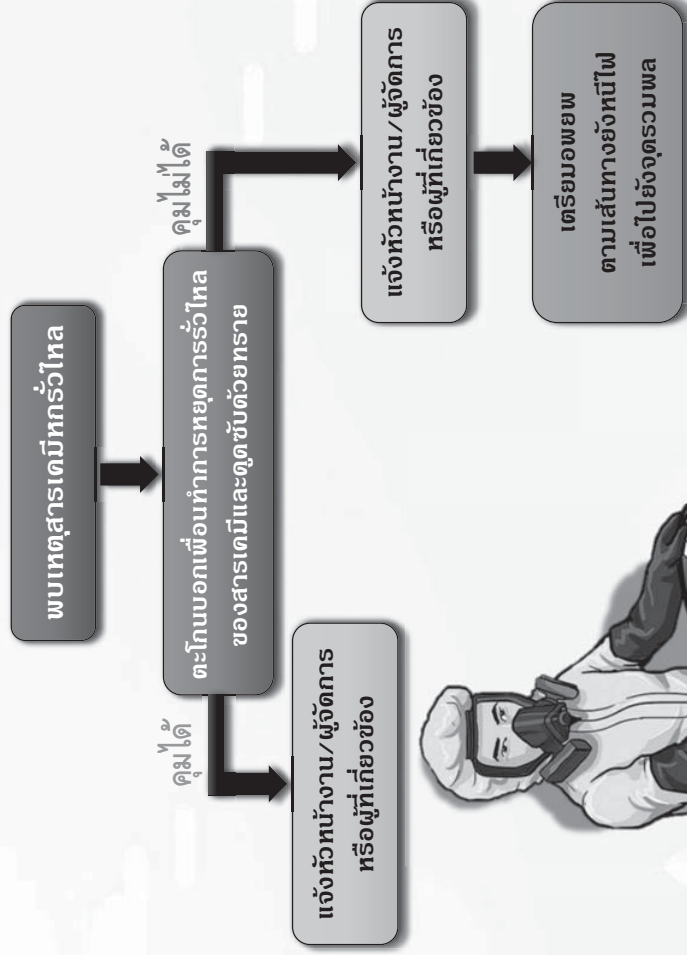 พบเหตุสารเคมีหกรั่วไหล
ตะโกนบอกเพื่อนทำการหยุดการรั่วไหล
ของสารเคมีและดูดซับด้วยทราย
คุมได้
แจ้งหัวหน้างาน/ผู้จัดการ
หรือผู้ที่เกี่ยวข้อง
คุมไม่ได้
แจ้งหัวหน้างาน/ผู้จัดการ
หรือผู้ที่เกี่ยวข้อง
เตรียมอพยพ
ตามเส้นทางยังหนีไฟ
เพื่อไปยังจุดรวมพล